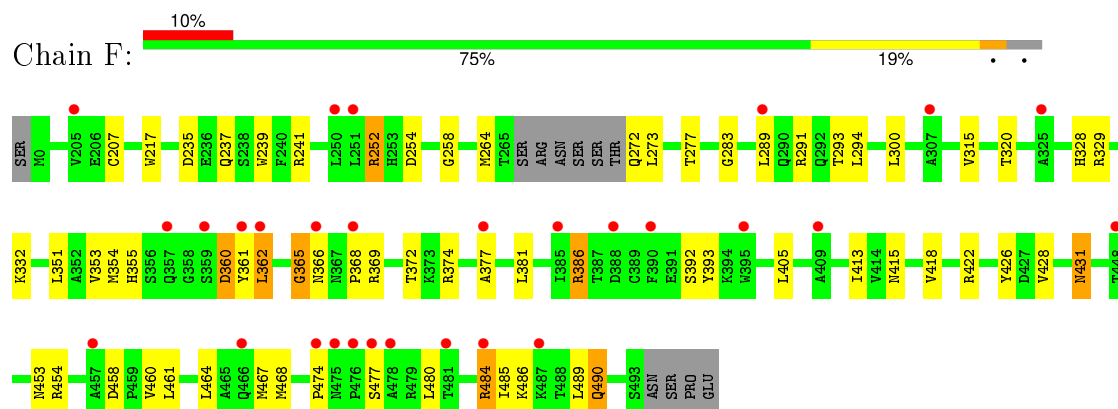 10%
Chain F:
75% 19% • •
SER M0 V205 E206 C207 W217 D235 E236 Q237 S238 W239 F240 R241 L250 L251 R252 H253 D254 G258 M264 T265 SER ARG ASN SER SER THR Q272 L273 T277 G283 L289 Q290 R291 Q292 T293 L294 L300 A307 V315 T320 A325 H328 R329
K332 L351 A352 V353 M354 H355 S356 Q357 G358 S359 D360 Y361 L362 G365 N366 N367 P368 R369 T372 K373 R374 A377 L381 I385 R386 T387 D388 C389 F390 E391 S392 Y393 K394 W395 L405 A409 I413 V414 N415 V418 R422 Y426 D427 V428 N431 T448
N453 R454 A457 D458 P459 V460 L461 L464 A465 Q466 M467 M468 P474 N475 P476 S477 A478 R479 L480 T481 R484 I485 K486 K487 T488 L489 Q490 S493 ASN SER PRO GLU